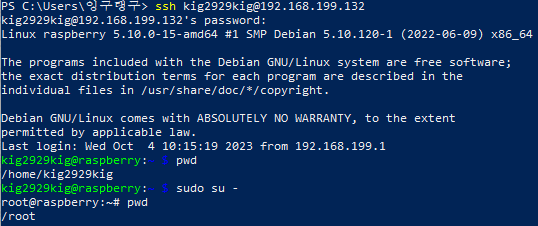 PS C:\Users\잉구탱구> ssh kig2929kig@192.168.199.132
kig2929kig@192.168.199.132's password:
Linux raspberry 5.10.0-15-amd64 #1 SMP Debian 5.10.120-1 (2022-06-09) x86_64
The programs included with the Debian GNU/Linux system are free software;
the exact distribution terms for each program are described in the
individual files in /usr/share/doc/*/copyright.
Debian GNU/Linux comes with ABSOLUTELY NO WARRANTY, to the extent
permitted by applicable law.
Last login: Wed Oct  4 10:15:19 2023 from 192.168.199.1
kig2929kig@raspberry:~$ pwd
/home/kig2929kig
kig2929kig@raspberry:~$ sudo su -
root@raspberry:~# pwd
/root